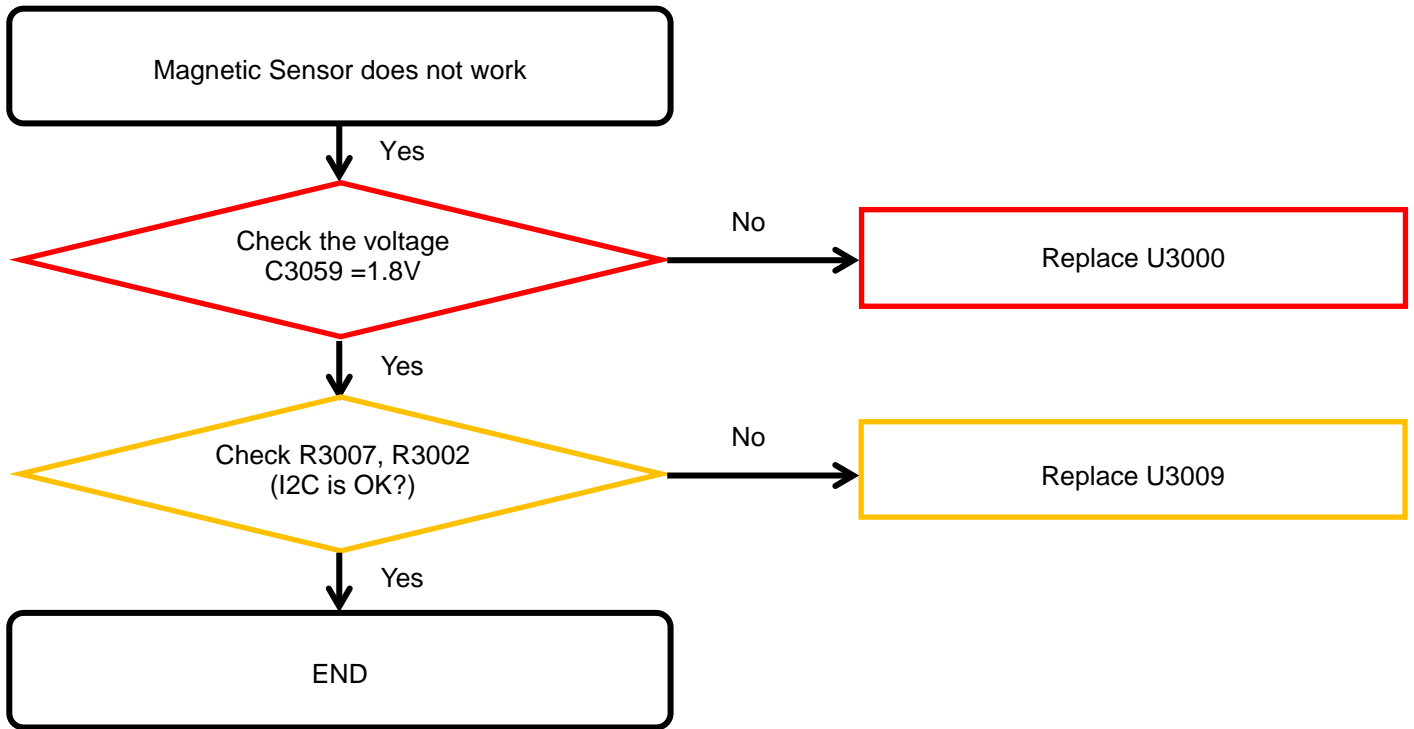 Magnetic Sensor does not work
Yes
Check the voltage
C3059 =1.8V
No
Replace U3000
Yes
Check R3007, R3002
(I2C is OK?)
No
Replace U3009
Yes
END